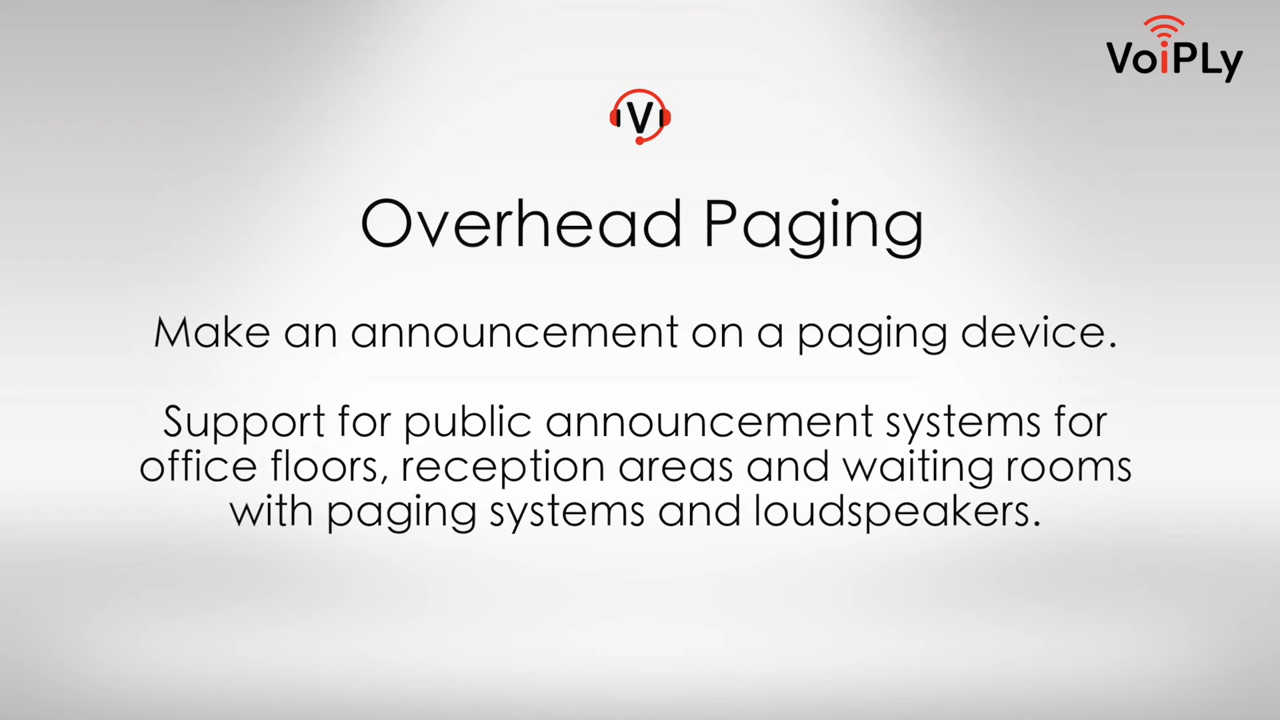 VoiPLy
V
Overhead Paging
Make an announcement on a paging device.
Support for public announcement systems for
office floors, reception areas and waiting rooms
with paging systems and loudspeakers.